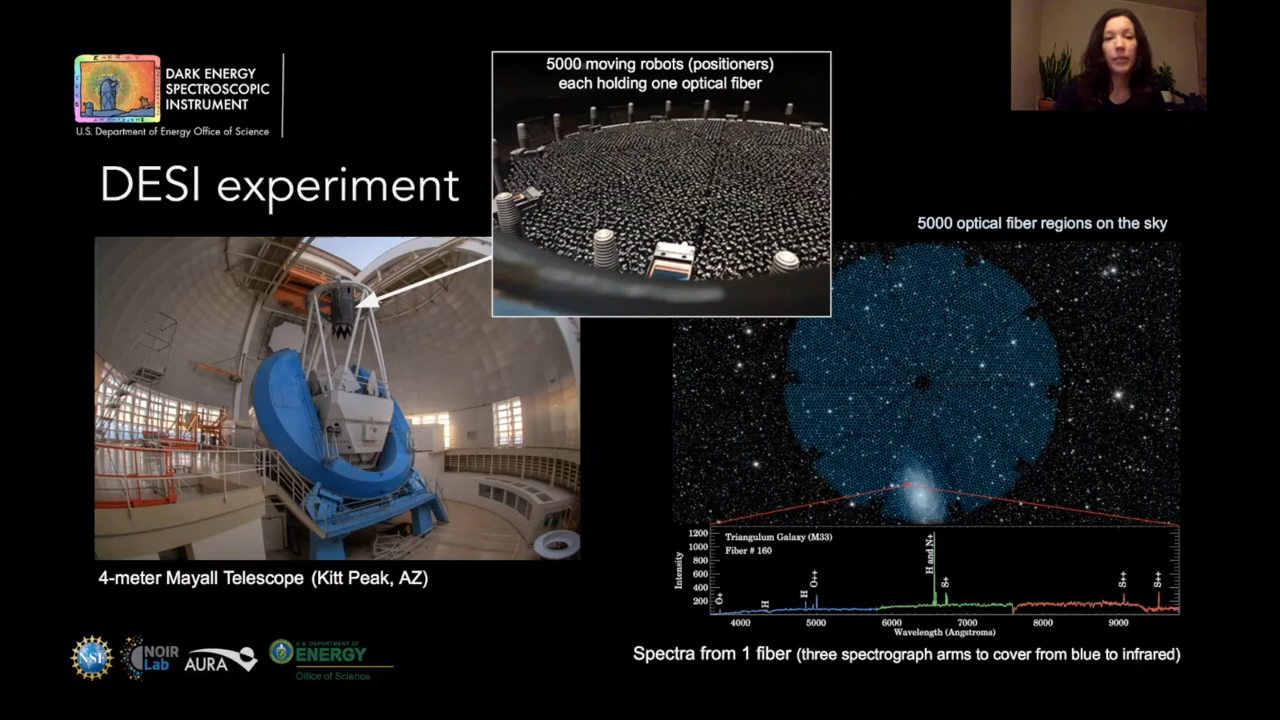 DARK ENERGY
SPECTROSCOPIC
INSTRUMENT
U.S. Department of Energy Office of Science
DESI experiment
5000 moving robots (positioners)
each holding one optical fiber
5000 optical fiber regions on the sky
4-meter Mayall Telescope (Kitt Peak, AZ)
Triangulum Galaxy (M33)
Fiber # 160
Intensity
1200
1000
800
600
400
200
O+
H
H
O++
H and N+
S+
S++
S++
4000
5000
6000
7000
8000
9000
Wavelength (Angstroms)
Spectra from 1 fiber (three spectrograph arms to cover from blue to infrared)
NSF
NOIR
Lab
AURA
U.S. DEPARTMENT OF
ENERGY
Office of Science